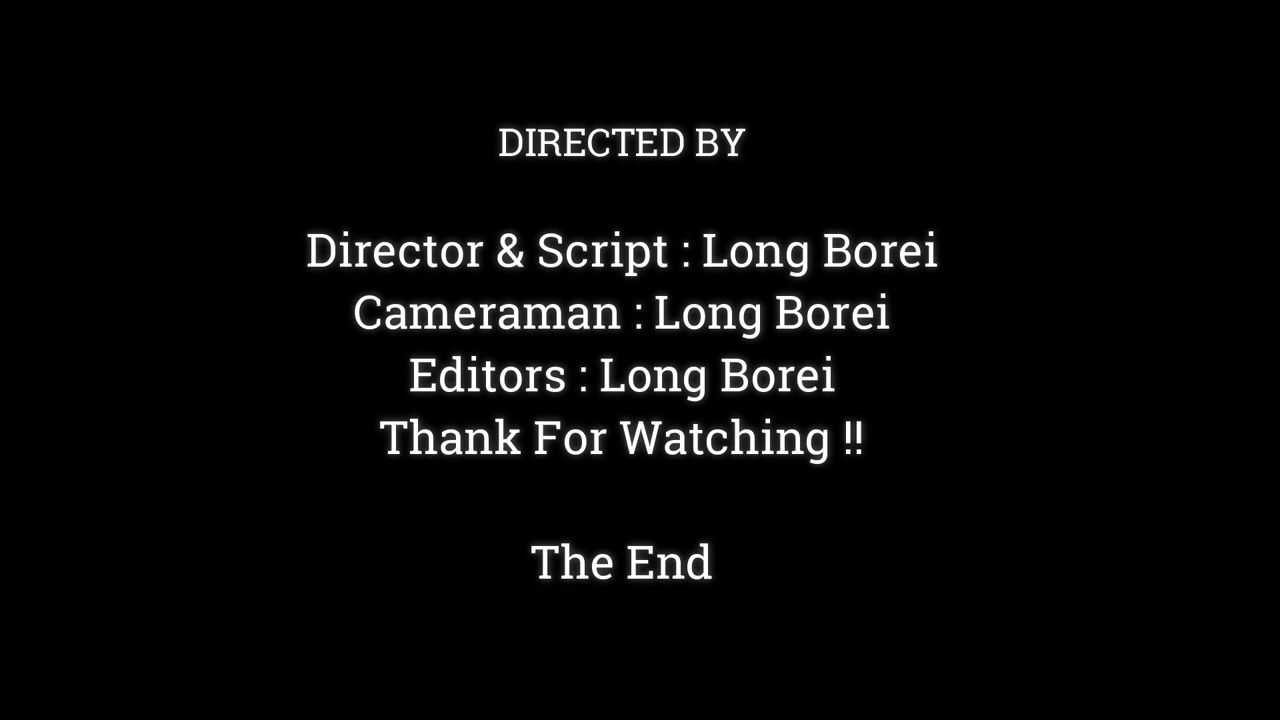 DIRECTED BY
Director & Script : Long Borei
Cameraman : Long Borei
Editors : Long Borei
Thank For Watching !!
The End